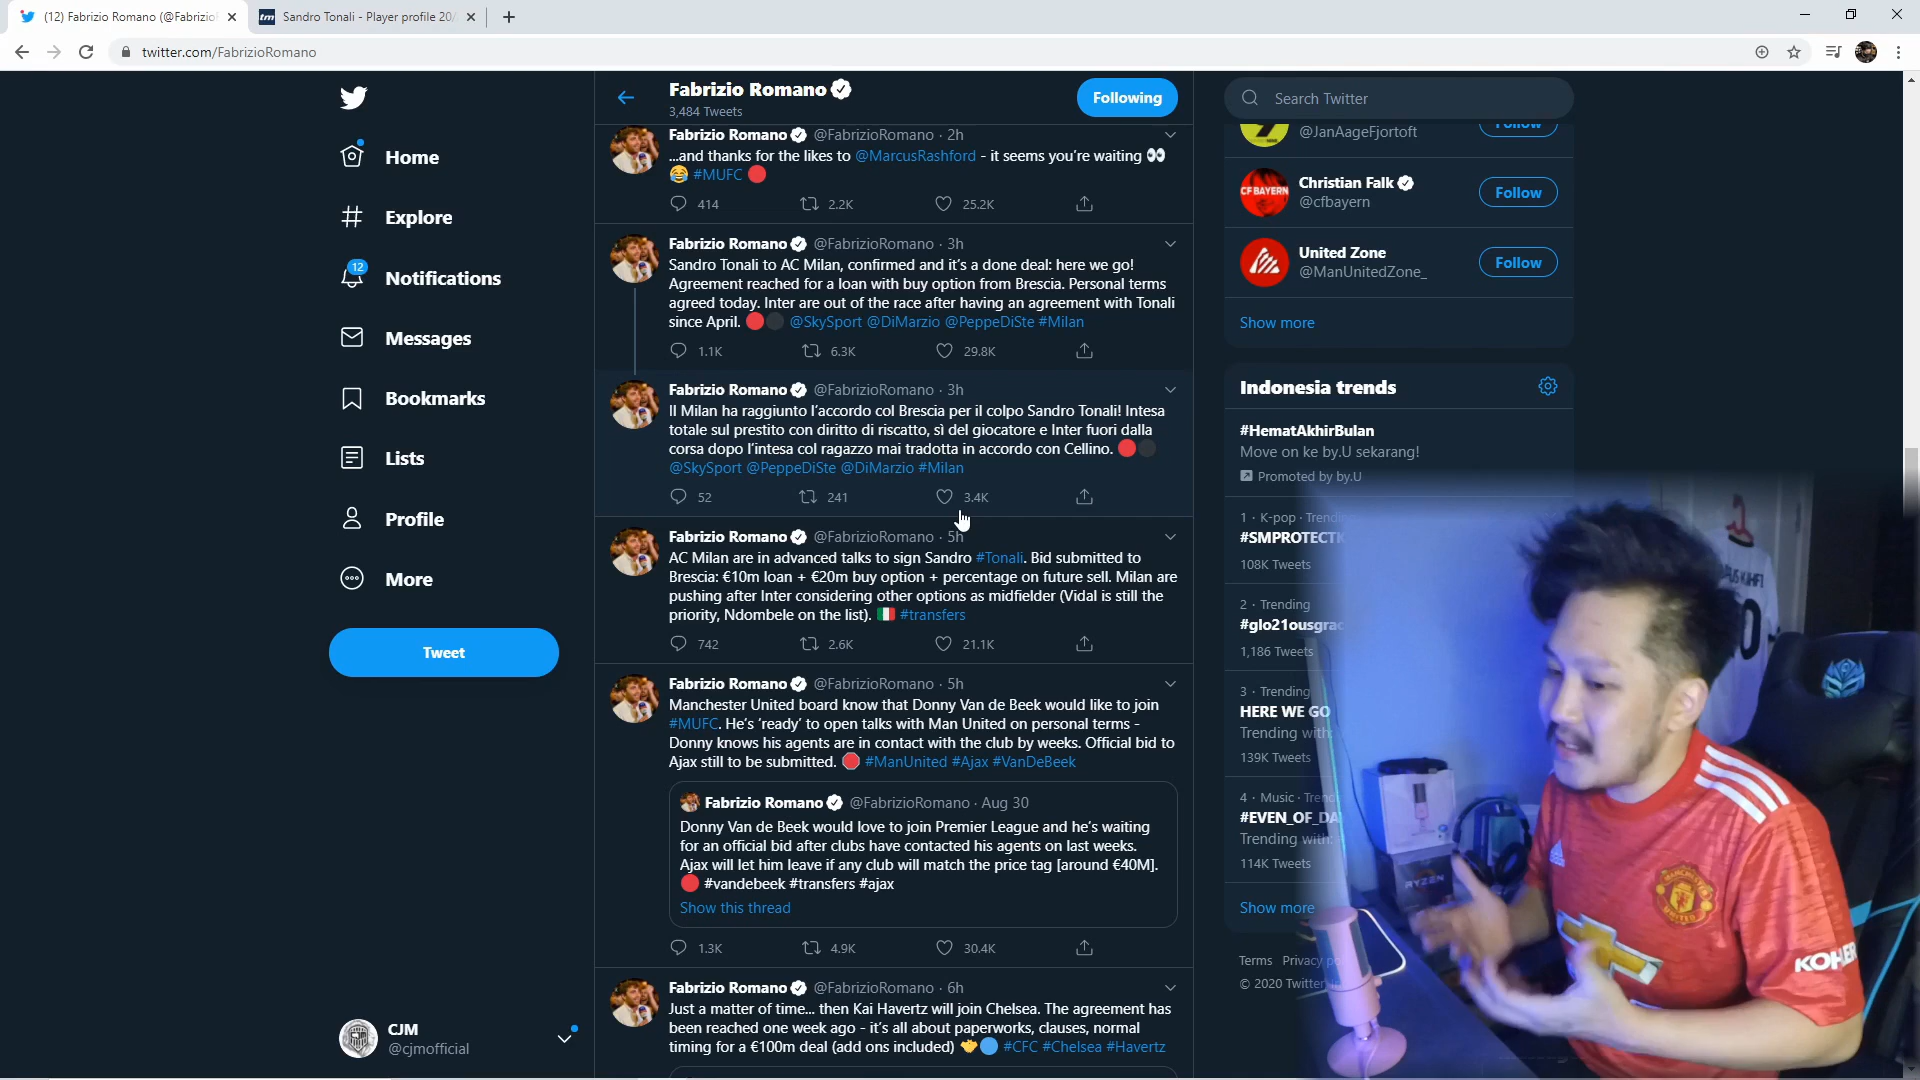 (12) Fabrizio Romano (@Fabrizio
tm Sandro Tonali - Player profile 20/
twitter.com/FabrizioRomano
Fabrizio Romano
3,484 Tweets
Following
Search Twitter
Home
Explore
12
Notifications
Messages
Bookmarks
Lists
Profile
More
Tweet
CJM
@cjmofficial
Fabrizio Romano @FabrizioRomano · 2h
...and thanks for the likes to @MarcusRashford - it seems you're waiting 👀
😂 #MUFC 🔴
414 2.2K 25.2K
Fabrizio Romano @FabrizioRomano · 3h
Sandro Tonali to AC Milan, confirmed and it's a done deal: here we go!
Agreement reached for a loan with buy option from Brescia. Personal terms
agreed today. Inter are out of the race after having an agreement with Tonali
since April. 🔴⚫ @SkySport @DiMarzio @PeppeDiSte #Milan
1.1K 6.3K 29.8K
Fabrizio Romano @FabrizioRomano · 3h
Il Milan ha raggiunto l'accordo col Brescia per il colpo Sandro Tonali! Intesa
totale sul prestito con diritto di riscatto, sì del giocatore e Inter fuori dalla
corsa dopo l'intesa col ragazzo mai tradotta in accordo con Cellino. 🔴⚫
@SkySport @PeppeDiSte @DiMarzio #Milan
52 241 3.4K
Fabrizio Romano @FabrizioRomano · 5h
AC Milan are in advanced talks to sign Sandro #Tonali. Bid submitted to
Brescia: €10m loan + €20m buy option + percentage on future sell. Milan are
pushing after Inter considering other options as midfielder (Vidal is still the
priority, Ndombele on the list). 🇮🇹 #transfers
742 2.6K 21.1K
Fabrizio Romano @FabrizioRomano · 5h
Manchester United board know that Donny Van de Beek would like to join
#MUFC. He's 'ready' to open talks with Man United on personal terms -
Donny knows his agents are in contact with the club by weeks. Official bid to
Ajax still to be submitted. 🛑 #ManUnited #Ajax #VanDeBeek
Fabrizio Romano @FabrizioRomano · Aug 30
Donny Van de Beek would love to join Premier League and he's waiting
for an official bid after clubs have contacted his agents on last weeks.
Ajax will let him leave if any club will match the price tag [around €40M].
🔴 #vandebeek #transfers #ajax
Show this thread
1.3K 4.9K 30.4K
Fabrizio Romano @FabrizioRomano · 6h
Just a matter of time... then Kai Havertz will join Chelsea. The agreement has
been reached one week ago - it's all about paperworks, clauses, normal
timing for a €100m deal (add ons included) 🤝🔵 #CFC #Chelsea #Havertz
@JanAageFjortoft
Follow
CF BAYERN
Christian Falk
@cfbayern
Follow
United Zone
@ManUnitedZone_
Follow
Show more
Indonesia trends
#HematAkhirBulan
Move on ke by.U sekarang!
Promoted by by.U
1 · K-pop · Trendi
#SMPROTECT
108K Tweets
2 · Trending
#glo21ousgrac
1,186 Tweets
3 · Trending
HERE WE GO
Trending with:
139K Tweets
4 · Music · Trend
#EVEN_OF_DA
Trending with:
114K Tweets
Show more
Terms Privacy po
© 2020 Twitter
RYZEN
KOHLER